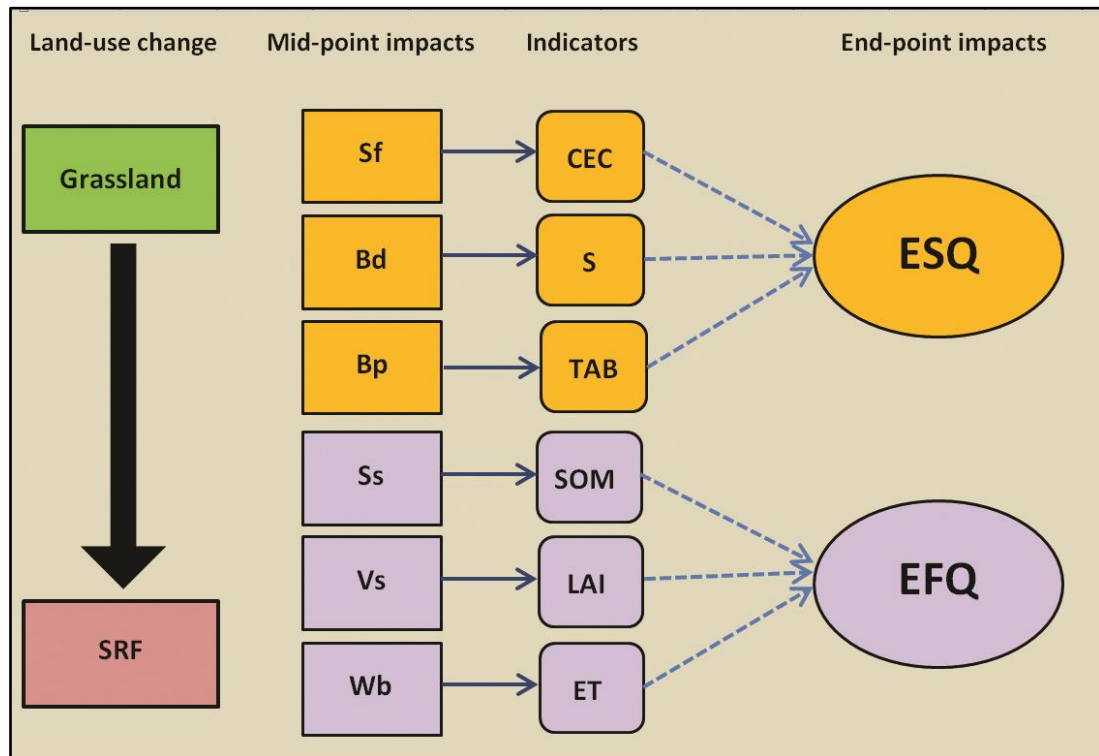 Land-use change Mid-point impacts Indicators End-point impacts
Grassland
Sf CEC
ESQ
Bd S
Bp TAB
Ss SOM
EFQ
Vs LAI
SRF
Wb ET